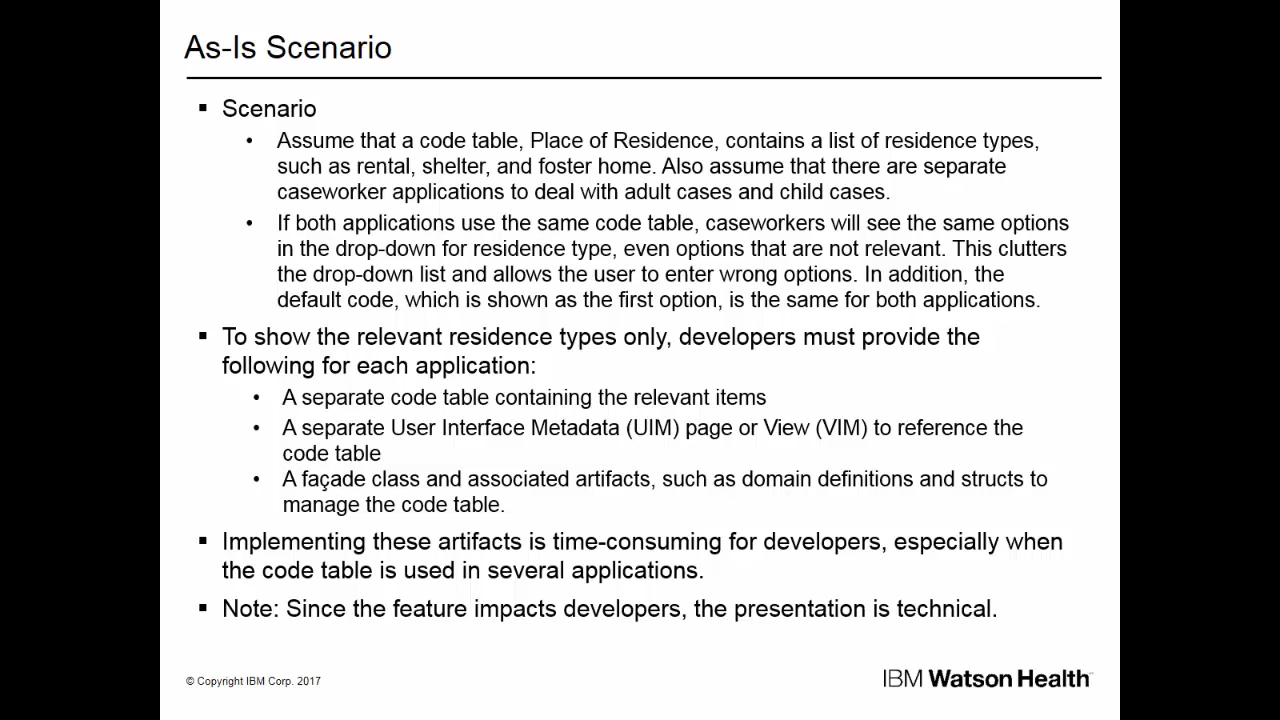 As-Is Scenario
▪ Scenario
• Assume that a code table, Place of Residence, contains a list of residence types,
such as rental, shelter, and foster home. Also assume that there are separate
caseworker applications to deal with adult cases and child cases.
• If both applications use the same code table, caseworkers will see the same options
in the drop-down for residence type, even options that are not relevant. This clutters
the drop-down list and allows the user to enter wrong options. In addition, the
default code, which is shown as the first option, is the same for both applications.
▪ To show the relevant residence types only, developers must provide the
following for each application:
• A separate code table containing the relevant items
• A separate User Interface Metadata (UIM) page or View (VIM) to reference the
code table
• A façade class and associated artifacts, such as domain definitions and structs to
manage the code table.
▪ Implementing these artifacts is time-consuming for developers, especially when
the code table is used in several applications.
▪ Note: Since the feature impacts developers, the presentation is technical.
© Copyright IBM Corp. 2017
IBM Watson Health